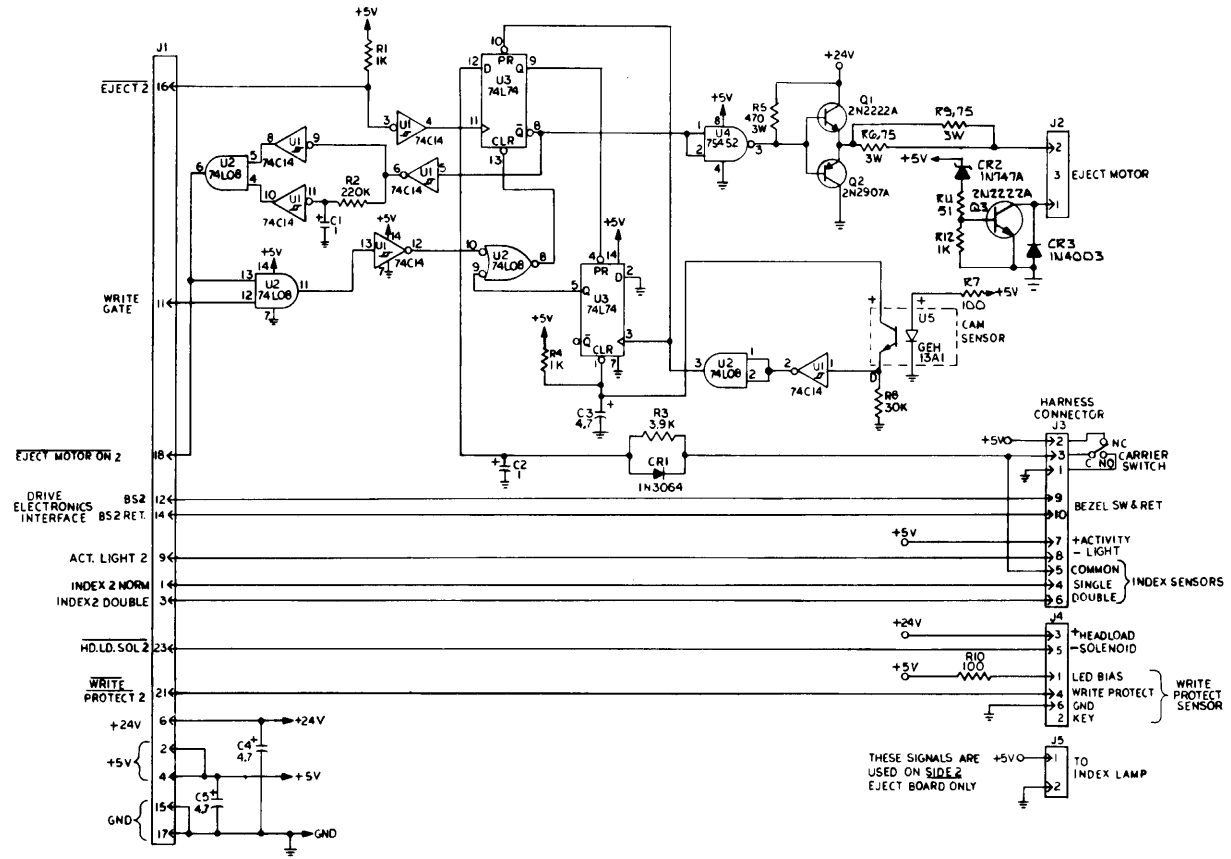 J1
EJECT 2
16
+5V
R1
1K
3
U1
4
74C14
12
D
10
PR
Q
9
U3
74L74
11
CLR
Q
8
13
8
U1
9
74C14
6
U2
74L08
5
4
10
U1
11
74C14
R2
220K
+
C1
1
6
U1
5
74C14
+5V
14
13
U1
12
7
74C14
10
9
U2
74L08
8
+5V
14
13
12
U2
74L08
11
7
WRITE
GATE
11
+5V
4
14
PR
D
2
5
Q
U3
74L74
Q
3
CLR
1
7
+5V
R4
1K
C3
4.7
+
+5V
1
2
U4
75452
8
3
4
R5
470
3W
+24V
Q1
2N2222A
Q2
2N2907A
R9,75
3W
R6,75
3W
J2
2
3
1
EJECT MOTOR
+5V
CR2
1N747A
2N2222A
Q3
R11
51
R12
1K
CR3
1N4003
R7
100
+5V
+
+
U5
CAM
SENSOR
GEH
13A1
D
R8
30K
3
U2
74L08
1
2
2
U1
1
74C14
R3
3.9K
CR1
1N3064
+
C2
1
EJECT MOTOR ON 2
18
HARNESS
CONNECTOR
J3
+5V
2
3
1
NC
C NO
CARRIER
SWITCH
DRIVE
ELECTRONICS
INTERFACE
BS2
12
BS2 RET.
14
9
10
BEZEL SW & RET
ACT. LIGHT 2
9
+5V
7
+ACTIVITY
8
- LIGHT
INDEX 2 NORM
1
INDEX2 DOUBLE
3
5
COMMON
4
SINGLE
6
DOUBLE
INDEX SENSORS
J4
+24V
3
+HEADLOAD
HD.LD. SOL 2
23
5
-SOLENOID
+5V
R10
100
1
LED BIAS
WRITE
PROTECT 2
21
4
WRITE PROTECT
6
GND
2
KEY
WRITE
PROTECT
SENSOR
+24V
6
+24V
+5V
2
4
+5V
C4
4.7
+
C5
4.7
+
GND
15
17
GND
THESE SIGNALS ARE
USED ON SIDE 2
EJECT BOARD ONLY
J5
+5V
1
2
TO
INDEX LAMP